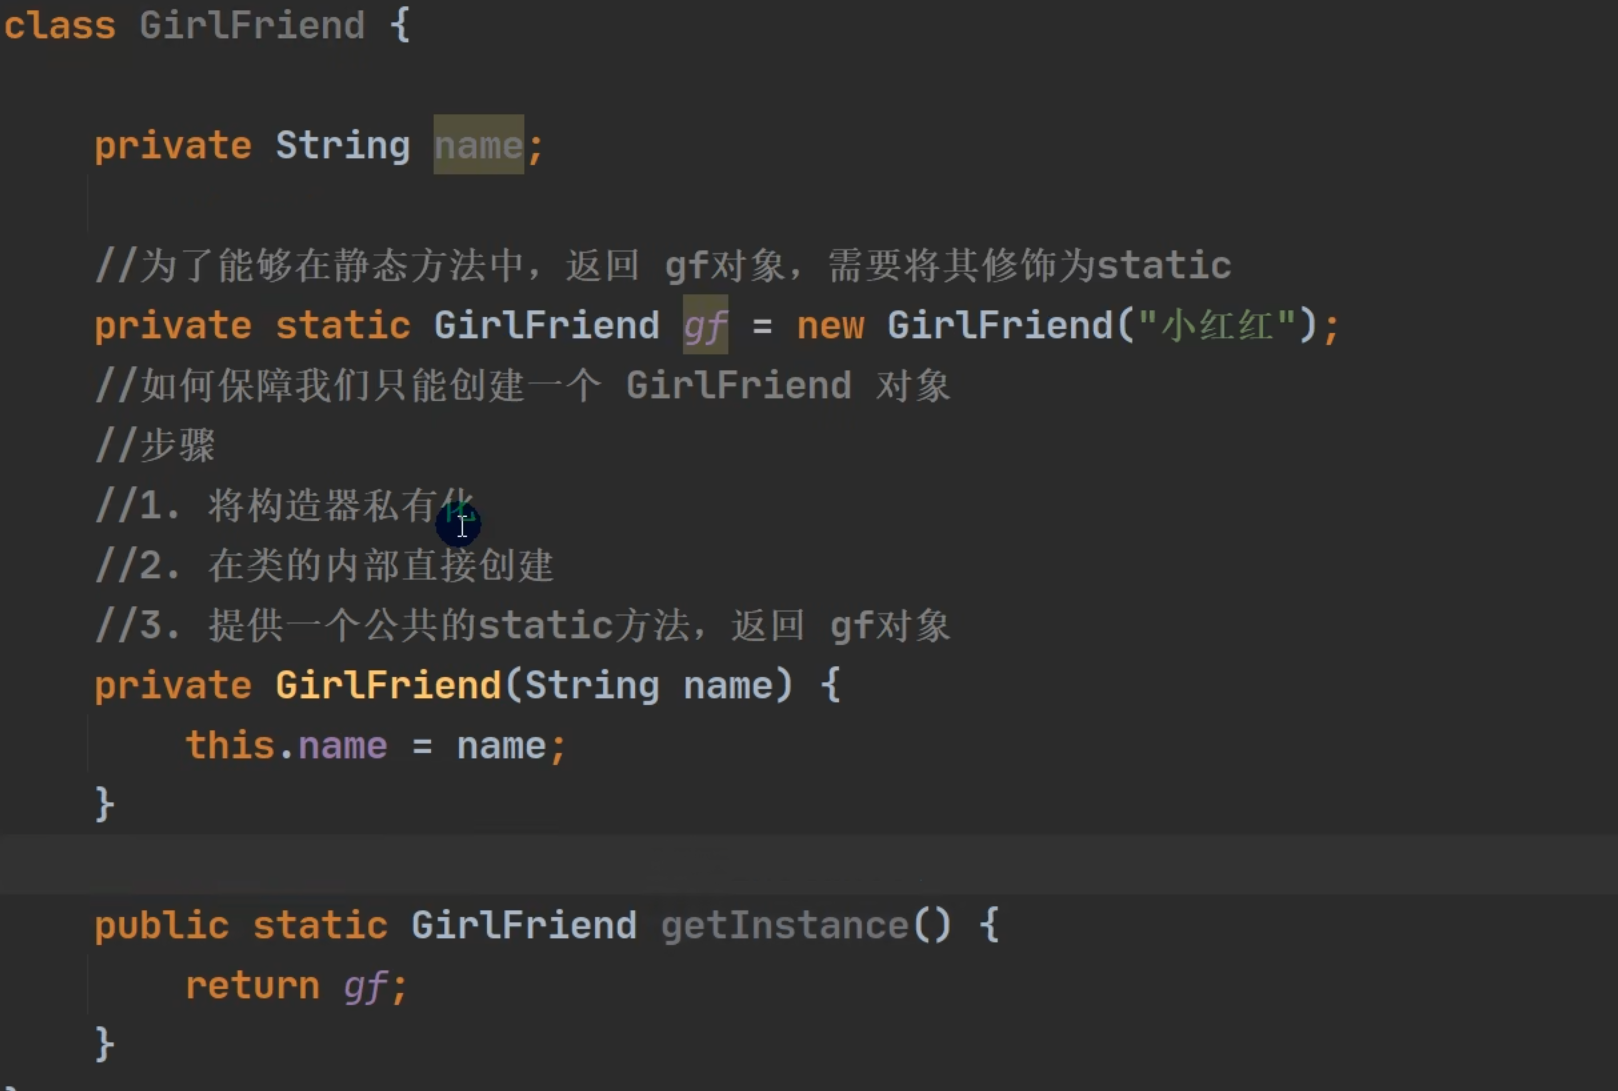 class GirlFriend {
private String name;
//为了能够在静态方法中，返回 gf对象，需要将其修饰为static
private static GirlFriend gf = new GirlFriend("小红红");
//如何保障我们只能创建一个 GirlFriend 对象
//步骤
//1. 将构造器私有化
//2. 在类的内部直接创建
//3. 提供一个公共的static方法，返回 gf对象
private GirlFriend(String name) {
this.name = name;
}
public static GirlFriend getInstance() {
return gf;
}
}